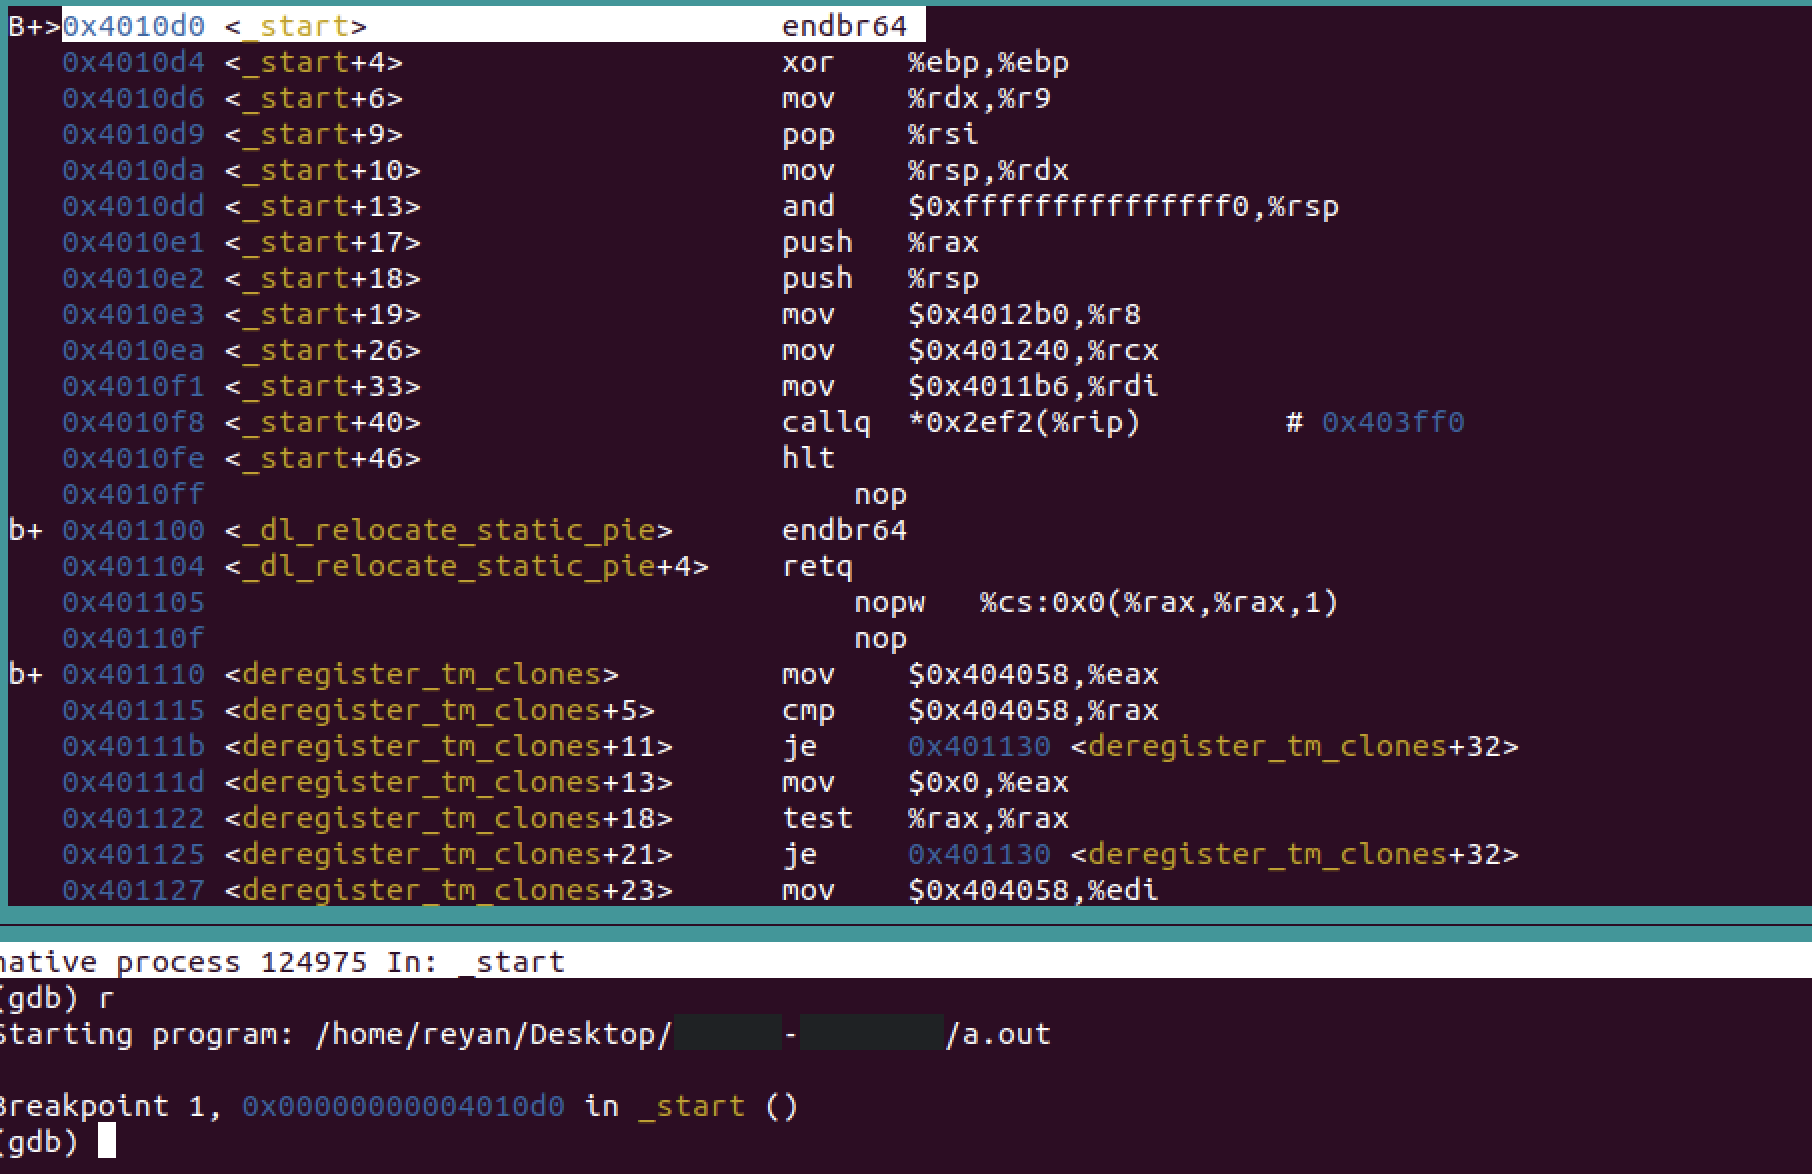 B+>0x4010d0 <_start> endbr64
0x4010d4 <_start+4> xor %ebp,%ebp
0x4010d6 <_start+6> mov %rdx,%r9
0x4010d9 <_start+9> pop %rsi
0x4010da <_start+10> mov %rsp,%rdx
0x4010dd <_start+13> and $0xfffffffffffffff0,%rsp
0x4010e1 <_start+17> push %rax
0x4010e2 <_start+18> push %rsp
0x4010e3 <_start+19> mov $0x4012b0,%r8
0x4010ea <_start+26> mov $0x401240,%rcx
0x4010f1 <_start+33> mov $0x4011b6,%rdi
0x4010f8 <_start+40> callq *0x2ef2(%rip) # 0x403ff0
0x4010fe <_start+46> hlt
0x4010ff nop
b+ 0x401100 <_dl_relocate_static_pie> endbr64
0x401104 <_dl_relocate_static_pie+4> retq
0x401105 nopw %cs:0x0(%rax,%rax,1)
0x40110f nop
b+ 0x401110 <deregister_tm_clones> mov $0x404058,%eax
0x401115 <deregister_tm_clones+5> cmp $0x404058,%rax
0x40111b <deregister_tm_clones+11> je 0x401130 <deregister_tm_clones+32>
0x40111d <deregister_tm_clones+13> mov $0x0,%eax
0x401122 <deregister_tm_clones+18> test %rax,%rax
0x401125 <deregister_tm_clones+21> je 0x401130 <deregister_tm_clones+32>
0x401127 <deregister_tm_clones+23> mov $0x404058,%edi
native process 124975 In: _start
(gdb) r
Starting program: /home/reyan/Desktop/ - /a.out
Breakpoint 1, 0x00000000004010d0 in _start ()
(gdb)